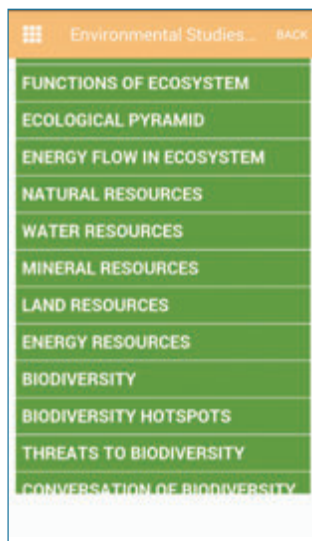 Environmental Studies... BACK
FUNCTIONS OF ECOSYSTEM
ECOLOGICAL PYRAMID
ENERGY FLOW IN ECOSYSTEM
NATURAL RESOURCES
WATER RESOURCES
MINERAL RESOURCES
LAND RESOURCES
ENERGY RESOURCES
BIODIVERSITY
BIODIVERSITY HOTSPOTS
THREATS TO BIODIVERSITY
CONVERSATION OF BIODIVERSITY